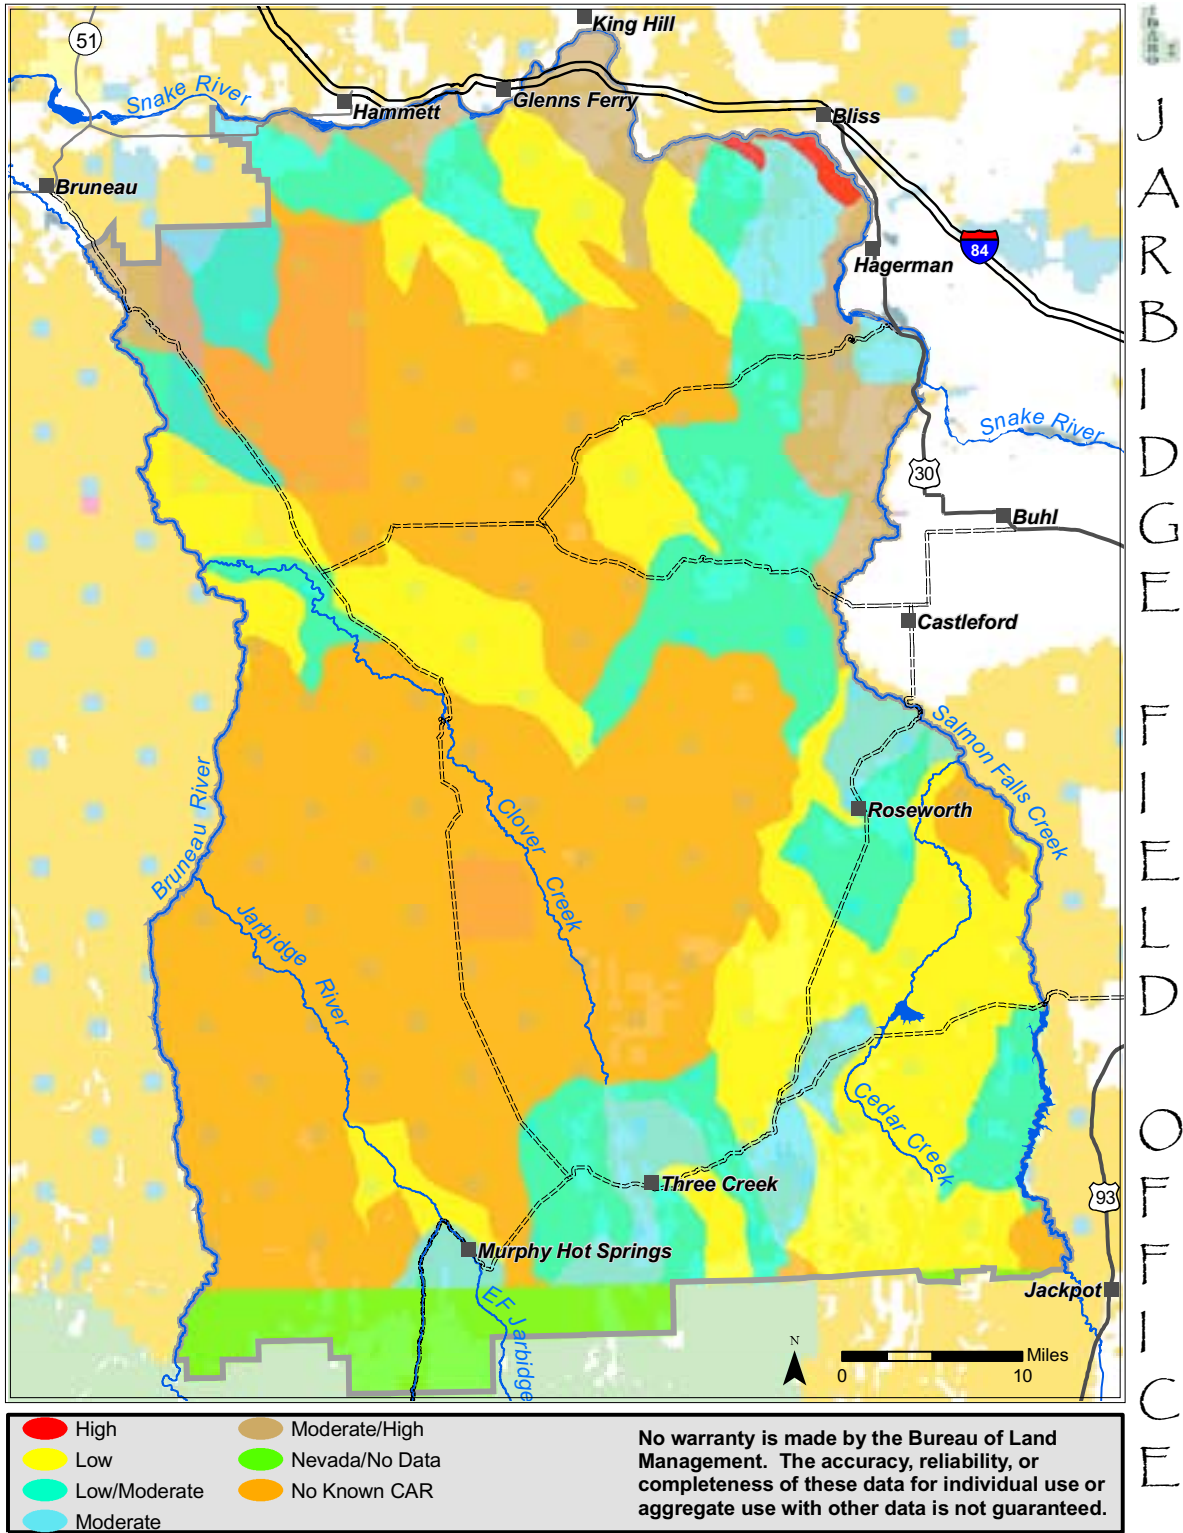 King Hill
51
Snake River
Hammett
Glenns Ferry
Bliss
Bruneau
84
Hagerman
Snake River
30
Buhl
Castleford
Salmon Falls Creek
Bruneau River
Clover Creek
Roseworth
Jarbidge River
Cedar Creek
Three Creek
93
Murphy Hot Springs
EF Jarbidge
Jackpot
N
Miles
0 10
JARBIDGE FIELD OFFICE
High
Low
Low/Moderate
Moderate
Moderate/High
Nevada/No Data
No Known CAR
No warranty is made by the Bureau of Land
Management. The accuracy, reliability, or
completeness of these data for individual use or
aggregate use with other data is not guaranteed.